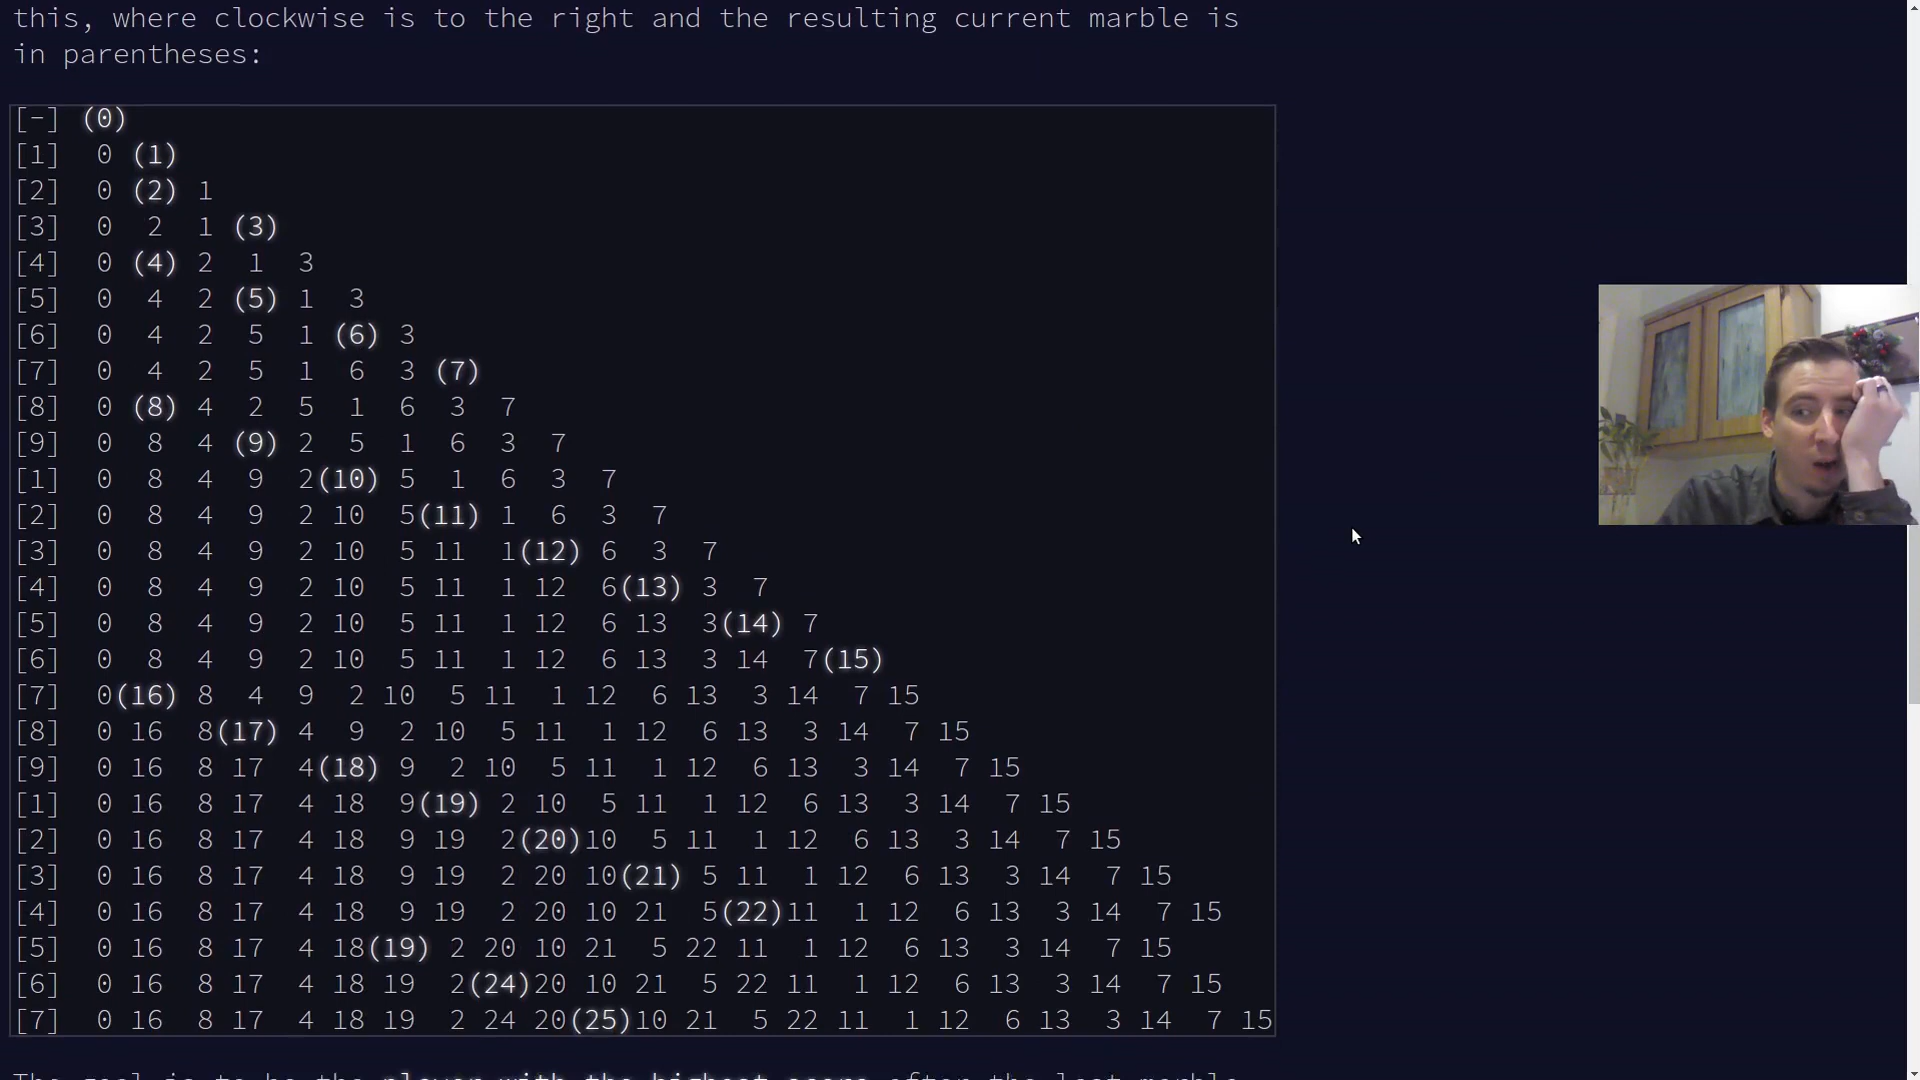 this, where clockwise is to the right and the resulting current marble is
in parentheses:
[-] (0)
[1] 0 (1)
[2] 0 (2) 1
[3] 0 2 1 (3)
[4] 0 (4) 2 1 3
[5] 0 4 2 (5) 1 3
[6] 0 4 2 5 1 (6) 3
[7] 0 4 2 5 1 6 3 (7)
[8] 0 (8) 4 2 5 1 6 3 7
[9] 0 8 4 (9) 2 5 1 6 3 7
[1] 0 8 4 9 2(10) 5 1 6 3 7
[2] 0 8 4 9 2 10 5(11) 1 6 3 7
[3] 0 8 4 9 2 10 5 11 1(12) 6 3 7
[4] 0 8 4 9 2 10 5 11 1 12 6(13) 3 7
[5] 0 8 4 9 2 10 5 11 1 12 6 13 3(14) 7
[6] 0 8 4 9 2 10 5 11 1 12 6 13 3 14 7(15)
[7] 0(16) 8 4 9 2 10 5 11 1 12 6 13 3 14 7 15
[8] 0 16 8(17) 4 9 2 10 5 11 1 12 6 13 3 14 7 15
[9] 0 16 8 17 4(18) 9 2 10 5 11 1 12 6 13 3 14 7 15
[1] 0 16 8 17 4 18 9(19) 2 10 5 11 1 12 6 13 3 14 7 15
[2] 0 16 8 17 4 18 9 19 2(20)10 5 11 1 12 6 13 3 14 7 15
[3] 0 16 8 17 4 18 9 19 2 20 10(21) 5 11 1 12 6 13 3 14 7 15
[4] 0 16 8 17 4 18 9 19 2 20 10 21 5(22)11 1 12 6 13 3 14 7 15
[5] 0 16 8 17 4 18(19) 2 20 10 21 5 22 11 1 12 6 13 3 14 7 15
[6] 0 16 8 17 4 18 19 2(24)20 10 21 5 22 11 1 12 6 13 3 14 7 15
[7] 0 16 8 17 4 18 19 2 24 20(25)10 21 5 22 11 1 12 6 13 3 14 7 15
The goal is to be the player with the highest score after the last marble